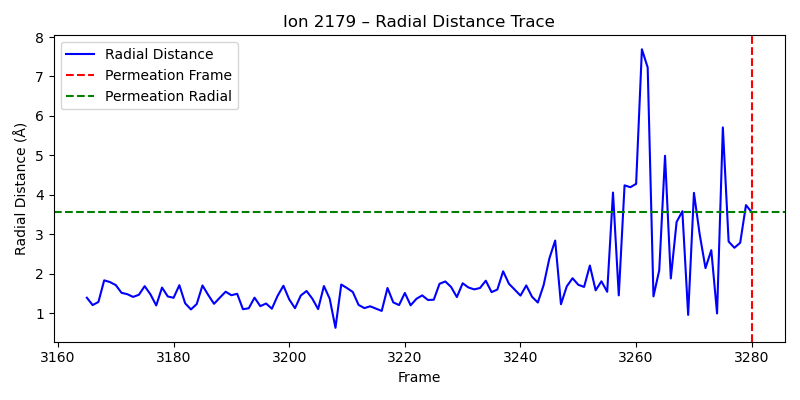 Ion 2179 – Radial Distance Trace
Radial Distance
Permeation Frame
Permeation Radial
Radial Distance (Å)
8
7
6
5
4
3
2
1
3160 3180 3200 3220 3240 3260 3280
Frame